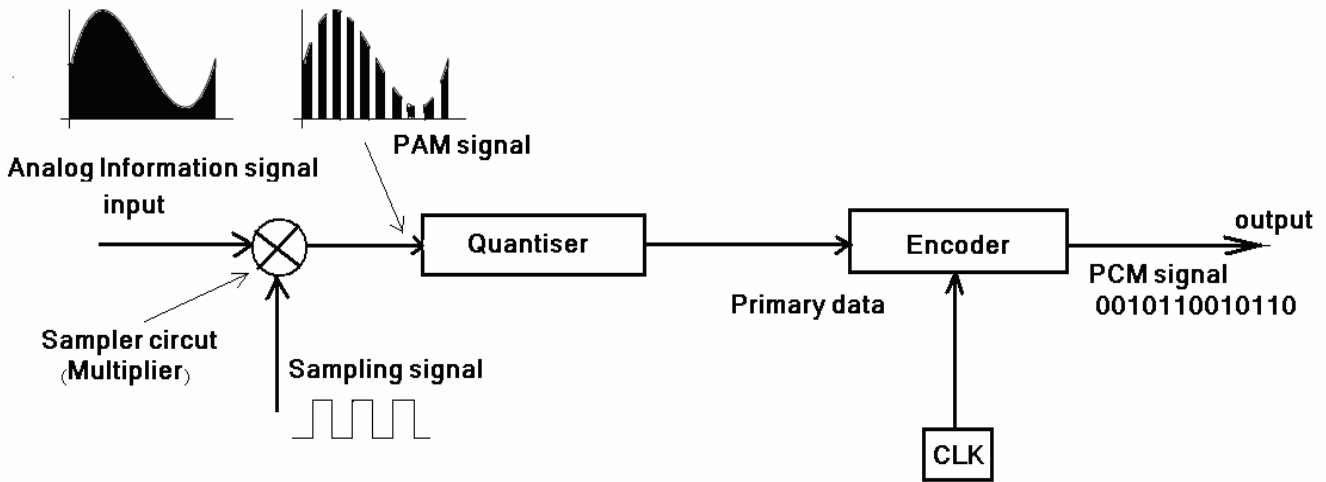 PAM signal
Analog Information signal
input
Quantiser
Encoder
output
PCM signal
0010110010110
Primary data
Sampler circut
(Multiplier)
Sampling signal
CLK